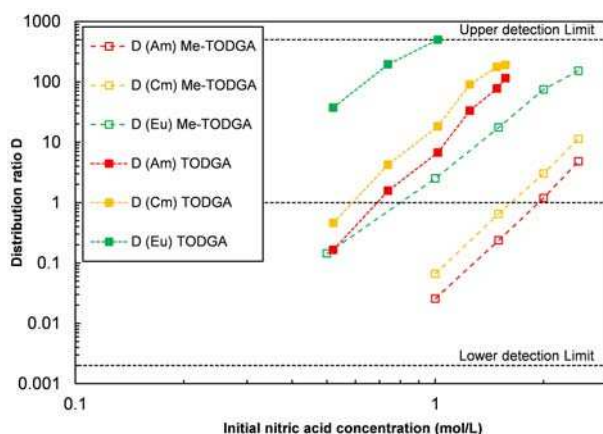 Upper detection Limit
1000
100
10
1
0.1
0.01
0.001
Distribution ratio D
D (Am) Me-TODGA
D (Cm) Me-TODGA
D (Eu) Me-TODGA
D (Am) TODGA
D (Cm) TODGA
D (Eu) TODGA
Lower detection Limit
0.1
1
Initial nitric acid concentration (mol/L)